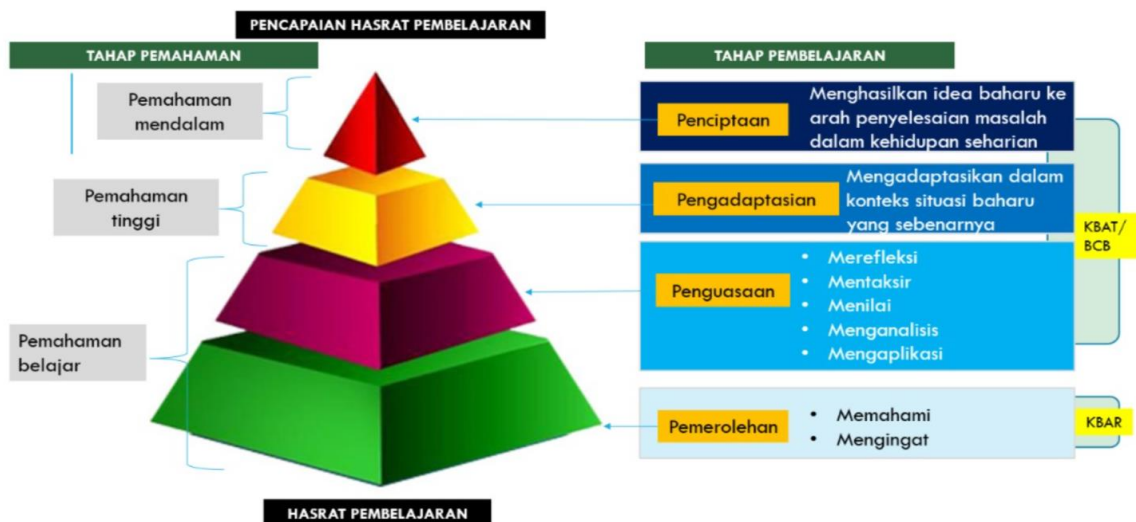 PENCAPAIAN HASRAT PEMBELAJARAN
TAHAP PEMAHAMAN
Pemahaman
mendalam
Pemahaman
tinggi
Pemahaman
belajar
TAHAP PEMBELAJARAN
Penciptaan
Menghasilkan idea baharu ke
arah penyelesaian masalah
dalam kehidupan seharian
Pengadaptasian
Mengadaptasikan dalam
konteks situasi baharu
yang sebenarnya
Penguasaan
• Merefleksi
• Mentaksir
• Menilai
• Menganalisis
• Mengaplikasi
KBAT/
BCB
Pemerolehan
• Memahami
• Mengingat
KBAR
HASRAT PEMBELAJARAN